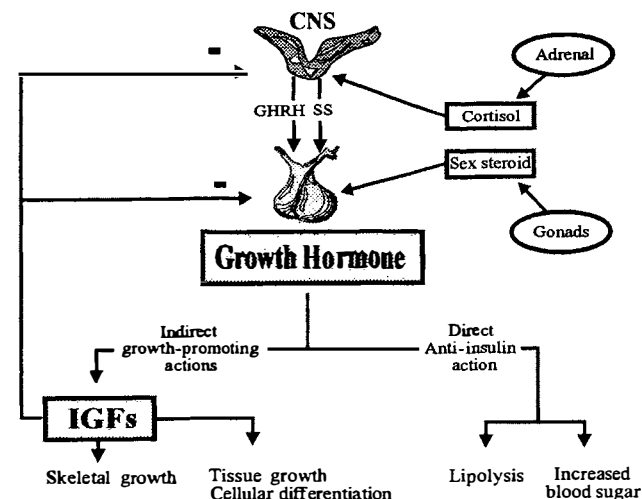 CNS
Adrenal
GHRH SS
Cortisol
Sex steroid
Gonads
Growth Hormone
Indirect
growth-promoting
actions
Direct
Anti-insulin
action
IGFs
Skeletal growth
Tissue growth
Cellular differentiation
Lipolysis
Increased
blood sugar